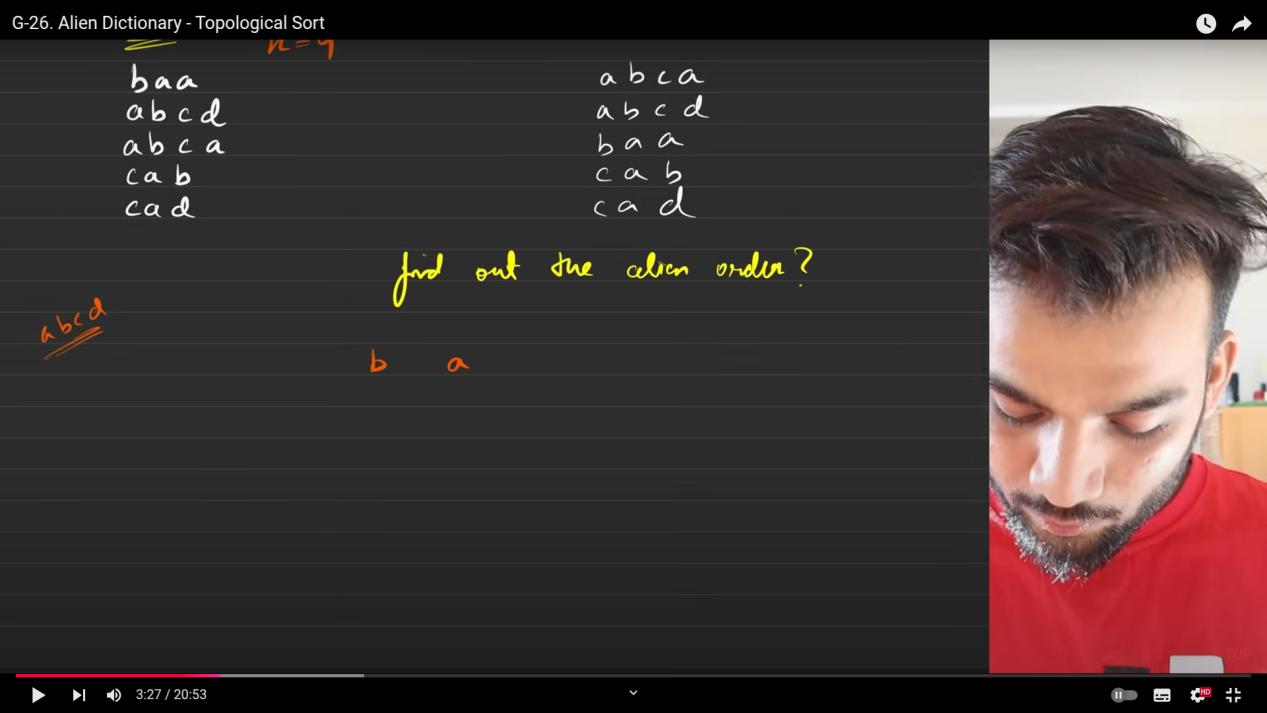 G-26. Alien Dictionary - Topological Sort
baa
abcd
abca
cab
cad
abca
abcd
baa
cab
cad
find out the alien order?
abcd
b a
3:27 / 20:53
HD